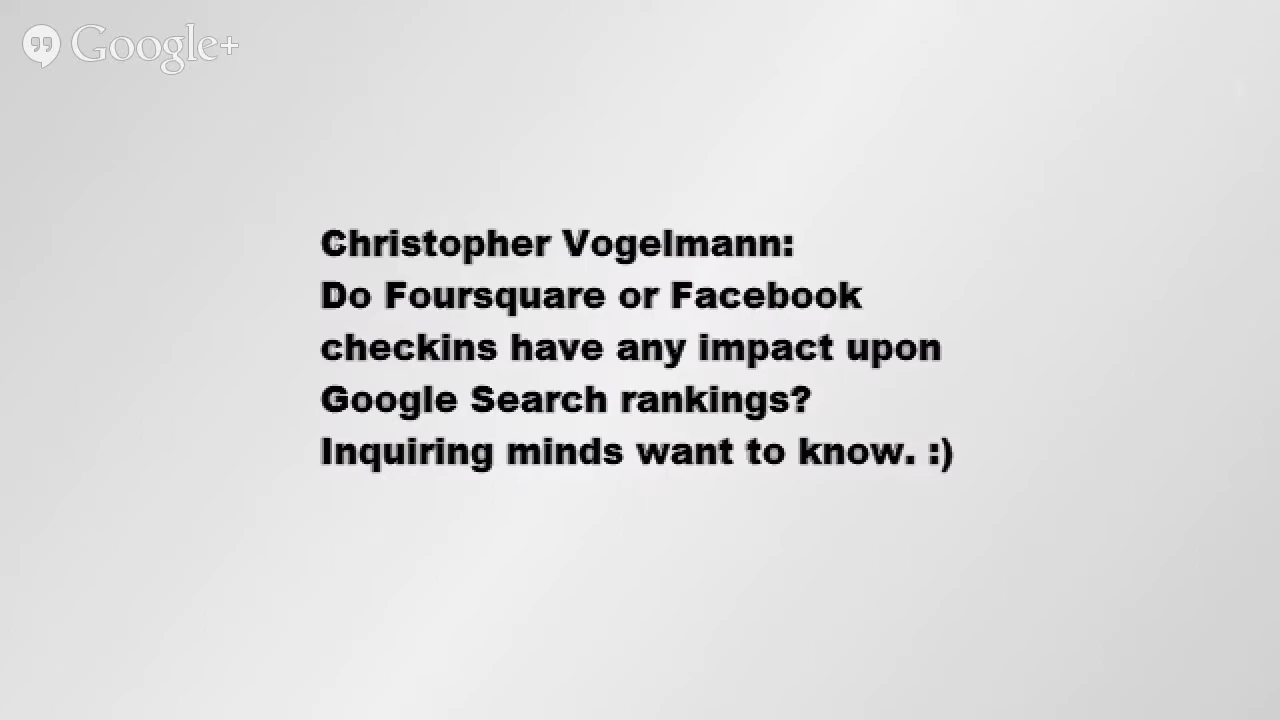 Google+
Christopher Vogelmann:
Do Foursquare or Facebook
checkins have any impact upon
Google Search rankings?
Inquiring minds want to know. :)